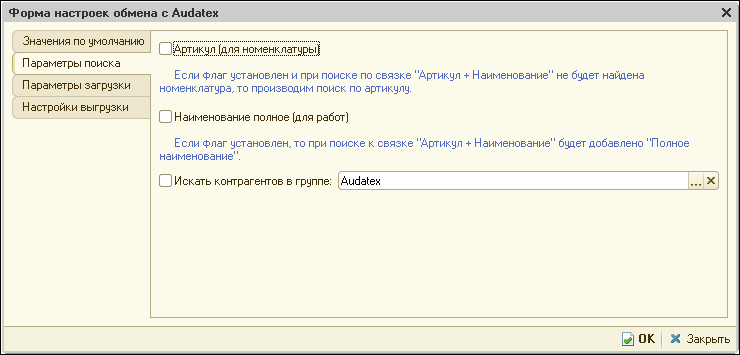 Форма настроек обмена с Audatex
Значения по умолчанию
Параметры поиска
Параметры загрузки
Настройки выгрузки
Артикул (для номенклатуры)
Если флаг установлен и при поиске по связке "Артикул + Наименование" не будет найдена
номенклатура, то производим поиск по артикулу.
Наименование полное (для работ)
Если флаг установлен, то при поиске к связке "Артикул + Наименование" будет добавлено "Полное
наименование".
Искать контрагентов в группе: Audatex ...
OK Закрыть